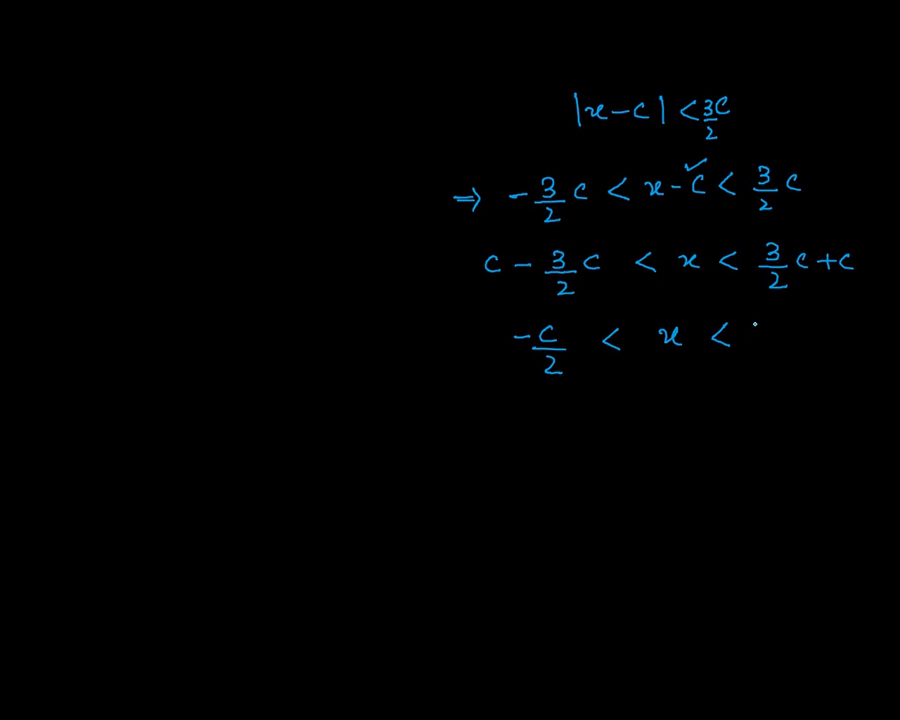 |x-c| < 3c/2
⇒ -3/2 c < x-c < 3/2 c
c - 3/2 c < x < 3/2 c + c
-c/2 < x <